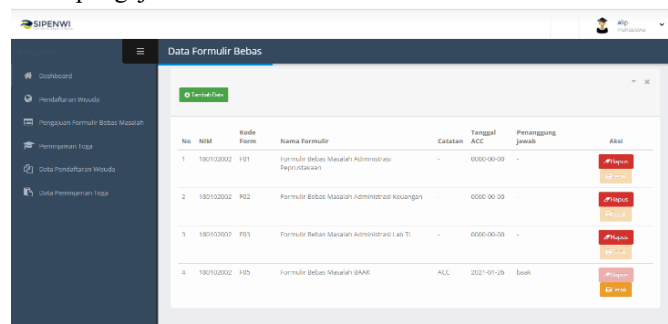 SIPENWI
alip
mahasiswa
Data Formulir Bebas
Dashboard
Pendaftaran Wisuda
Pengajuan Formulir Bebas Masalah
Peminjaman Toga
Data Pendaftaran Wisuda
Data Peminjaman Toga
Tambah Data
No NIM Kode Form Nama Formulir Catatan Tanggal ACC Penanggung Jawab Aksi
1 180102002 F01 Formulir Bebas Masalah Administrasi - 0000-00-00 - Hapus
Perpustakaan
Cetak
2 180102002 F02 Formulir Bebas Masalah Administrasi Keuangan - 0000-00-00 - Hapus
Cetak
3 180102002 F03 Formulir Bebas Masalah Administrasi Lab TI - 0000-00-00 - Hapus
Cetak
4 180102002 F05 Formulir Bebas Masalah BAAK ACC 2021-01-26 baak Hapus
Cetak